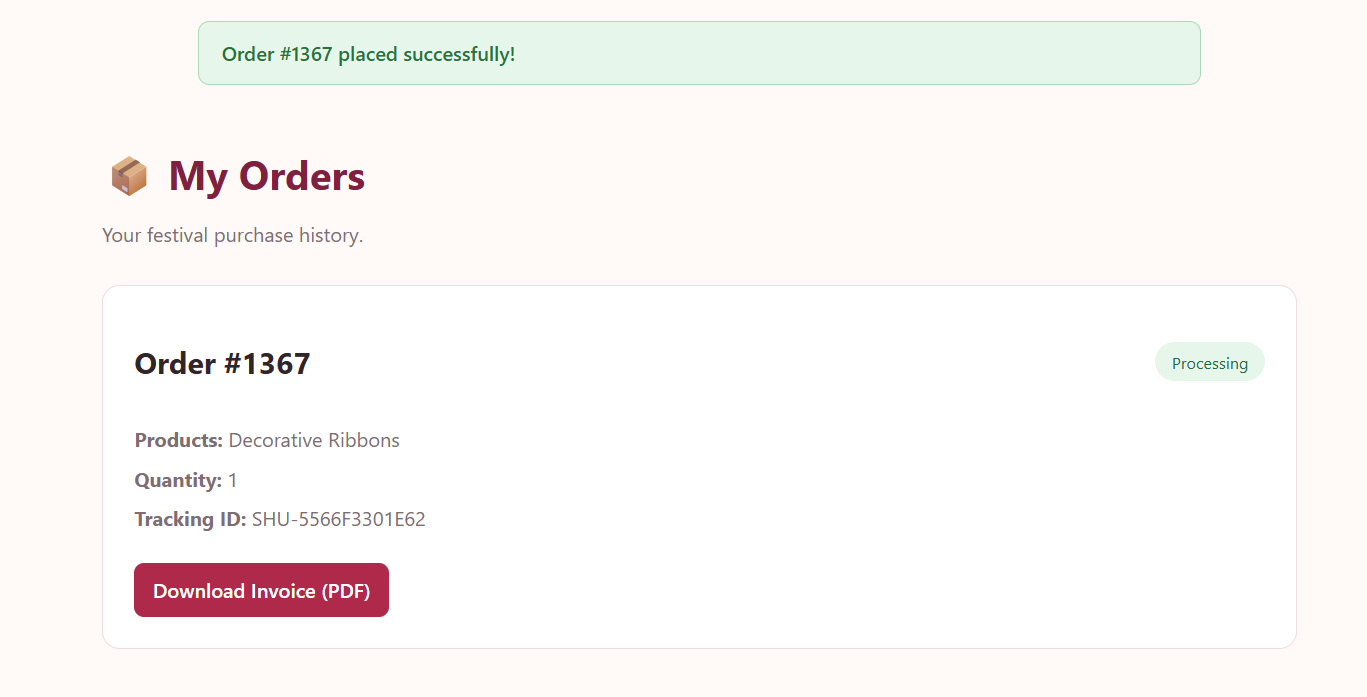 Order #1367 placed successfully!
My Orders
Your festival purchase history.
Order #1367
Processing
Products: Decorative Ribbons
Quantity: 1
Tracking ID: SHU-5566F3301E62
Download Invoice (PDF)